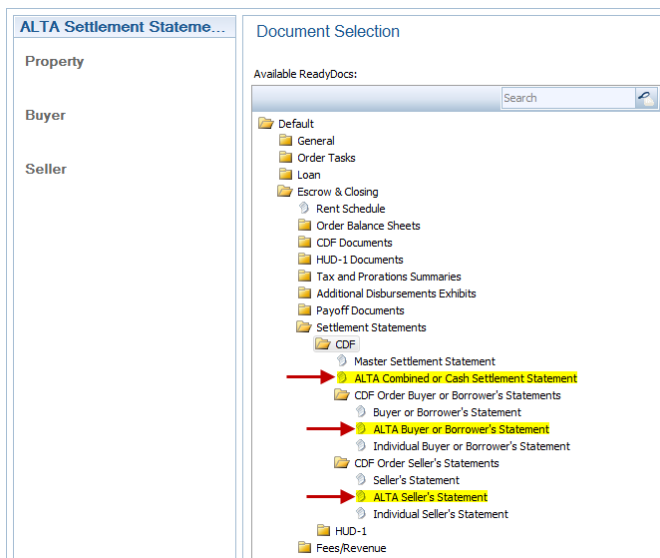 ALTA Settlement Stateme...
Property
Buyer
Seller
Document Selection
Available ReadyDocs:
Search
Default
General
Order Tasks
Loan
Escrow & Closing
Rent Schedule
Order Balance Sheets
CDF Documents
HUD-1 Documents
Tax and Prorations Summaries
Additional Disbursements Exhibits
Payoff Documents
Settlement Statements
CDF
Master Settlement Statement
ALTA Combined or Cash Settlement Statement
CDF Order Buyer or Borrower's Statements
Buyer or Borrower's Statement
ALTA Buyer or Borrower's Statement
Individual Buyer or Borrower's Statement
CDF Order Seller's Statements
Seller's Statement
ALTA Seller's Statement
Individual Seller's Statement
HUD-1
Fees/Revenue